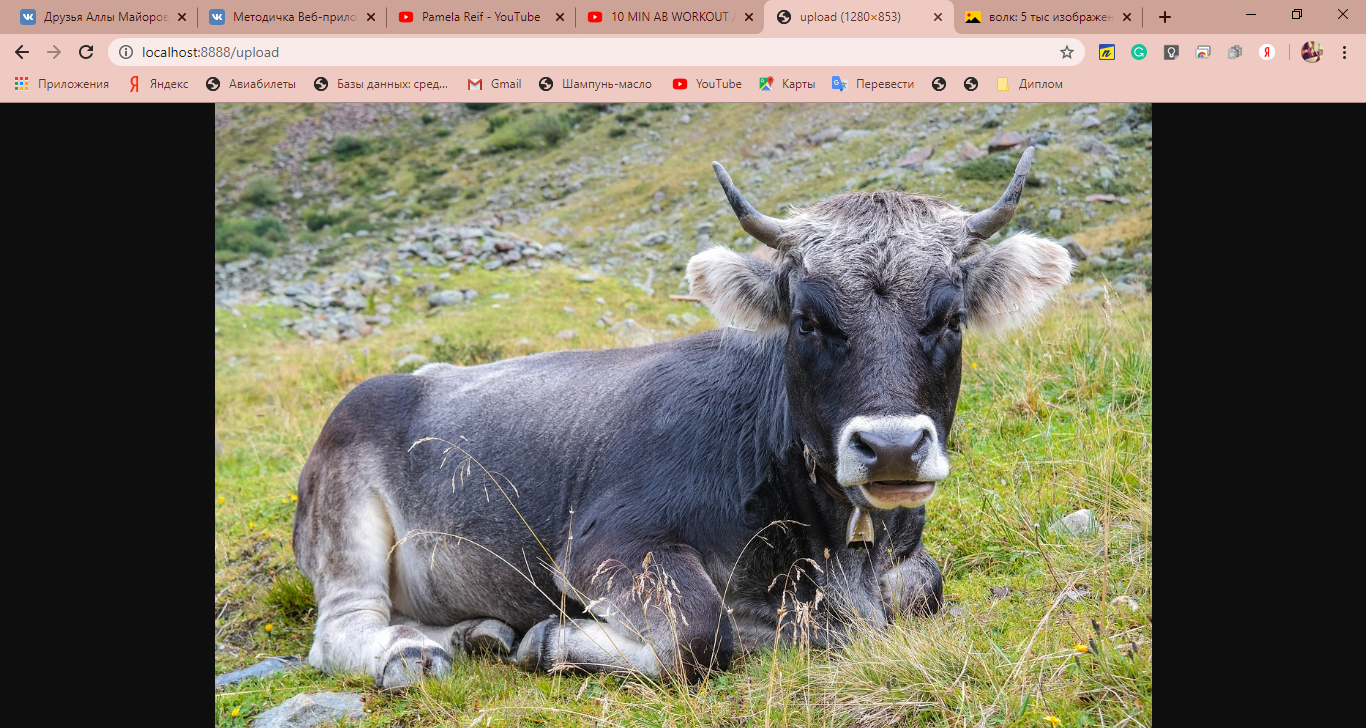 Друзья Аллы Майоров
Методичка Веб-прило
Pamela Reif - YouTube
10 MIN AB WORKOUT /
upload (1280×853)
волк: 5 тыс изображен
localhost:8888/upload
Приложения
Яндекс
Авиабилеты
Базы данных: сред...
Gmail
Шампунь-масло
YouTube
Карты
Перевести
Диплом